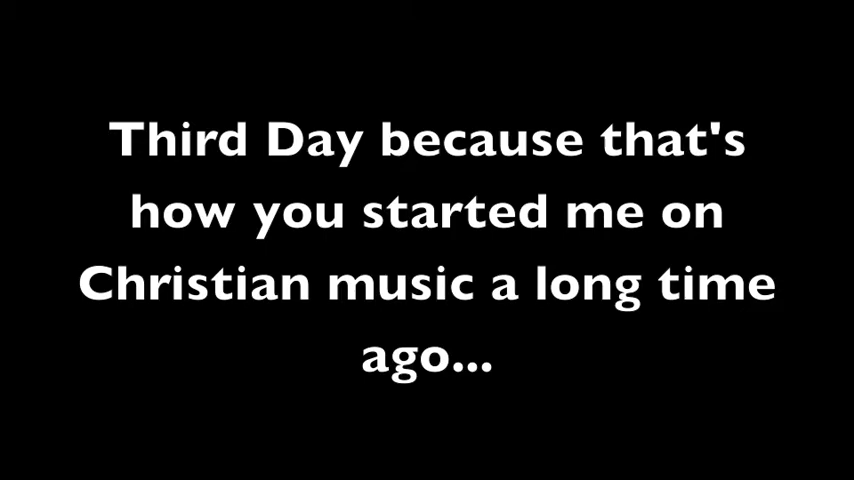 Third Day because that's
how you started me on
Christian music a long time
ago...